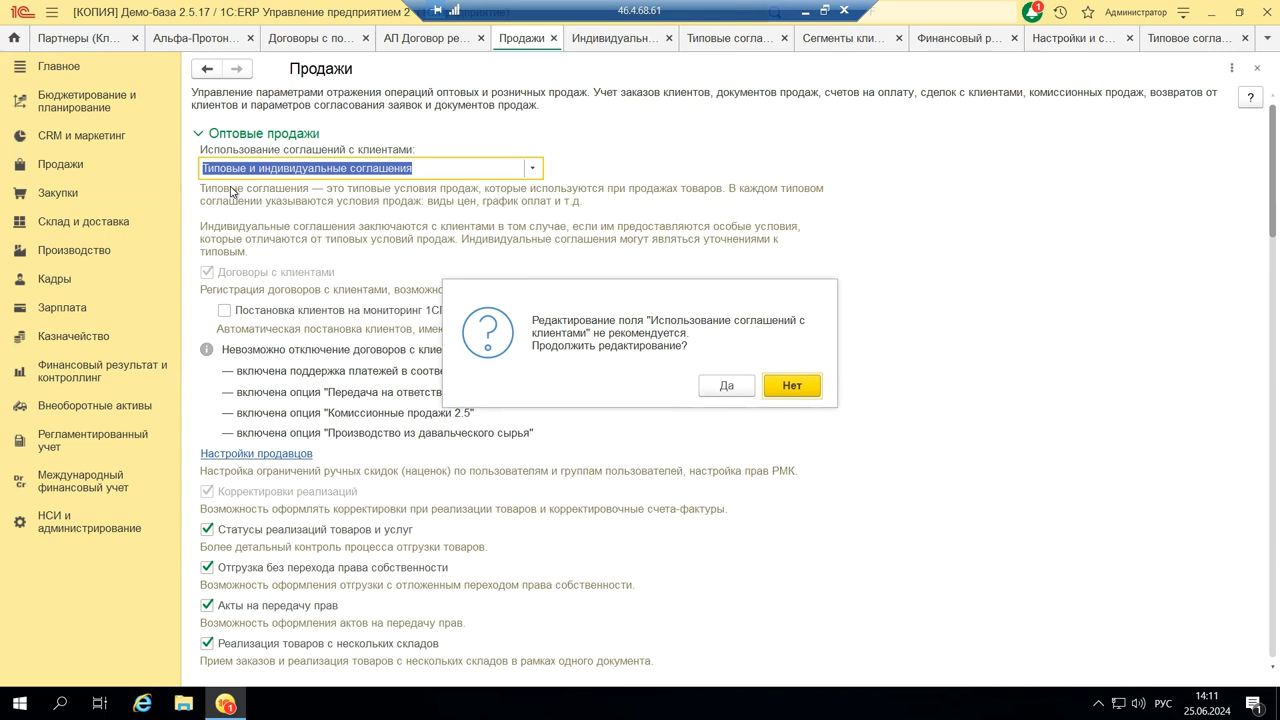 [КОПИЯ] Демо-база 2.5.17 / 1С:ERP Управление предприятием 2
46.4.68.61
1
Администратор
Партнеры (Кл...
Альфа-Протон...
Договоры с по...
АП Договор ре...
Продажи
Индивидуальн...
Типовые согла...
Сегменты клие...
Финансовый р...
Настройки и с...
Типовое согла...
Главное
Бюджетирование и
планирование
CRM и маркетинг
Продажи
Закупки
Склад и доставка
Производство
Кадры
Зарплата
Казначейство
Финансовый результат и
контроллинг
Внеоборотные активы
Регламентированный
учет
Dr
Cr
Международный
финансовый учет
НСИ и
администрирование
Продажи
Управление параметрами отражения операций оптовых и розничных продаж. Учет заказов клиентов, документов продаж, счетов на оплату, сделок с клиентами, комиссионных продаж, возвратов от
клиентов и параметров согласования заявок и документов продаж.
?
Оптовые продажи
Использование соглашений с клиентами:
Типовые и индивидуальные соглашения
Типовые соглашения — это типовые условия продаж, которые используются при продажах товаров. В каждом типовом
соглашении указываются условия продаж: виды цен, график оплат и т.д.
Индивидуальные соглашения заключаются с клиентами в том случае, если им предоставляются особые условия,
которые отличаются от типовых условий продаж. Индивидуальные соглашения могут являться уточнениями к
типовым.
Договоры с клиентами
Регистрация договоров с клиентами, возможно
Постановка клиентов на мониторинг 1СП
Автоматическая постановка клиентов, имею
Невозможно отключение договоров с клие
— включена поддержка платежей в соотве
— включена опция "Передача на ответств
— включена опция "Комиссионные продажи 2.5"
— включена опция "Производство из давальческого сырья"
Редактирование поля "Использование соглашений с
клиентами" не рекомендуется.
Продолжить редактирование?
Да
Нет
Настройки продавцов
Настройка ограничений ручных скидок (наценок) по пользователям и группам пользователей, настройка прав РМК.
Корректировки реализаций
Возможность оформлять корректировки при реализации товаров и корректировочные счета-фактуры.
Статусы реализаций товаров и услуг
Более детальный контроль процесса отгрузки товаров.
Отгрузка без перехода права собственности
Возможность оформления отгрузки с отложенным переходом права собственности.
Акты на передачу прав
Возможность оформления актов на передачу прав.
Реализация товаров с нескольких складов
Прием заказов и реализация товаров с нескольких складов в рамках одного документа.
1
РУС
14:11
25.06.2024
1